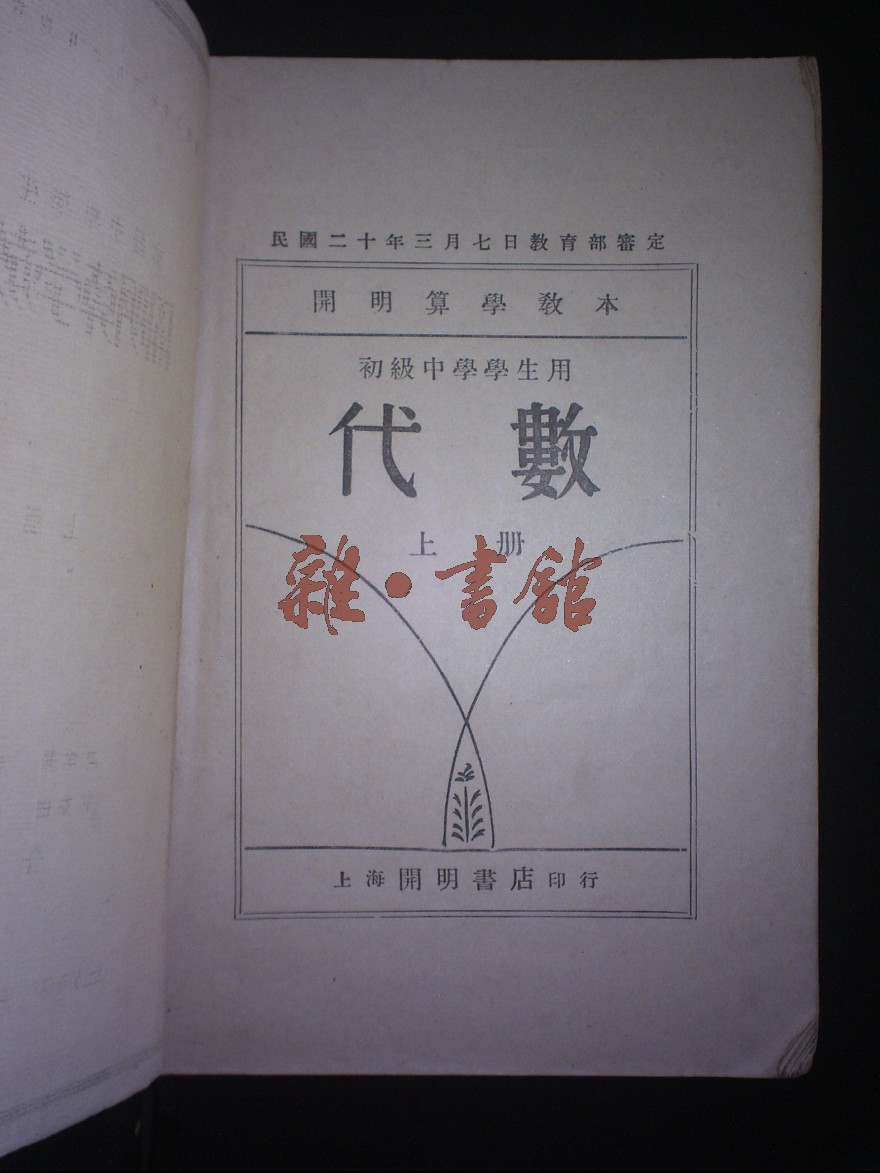 民國二十年三月七日教育部審定
開明算學教本
初級中學學生用
代數
上册
雜·書館
上海開明書店印行